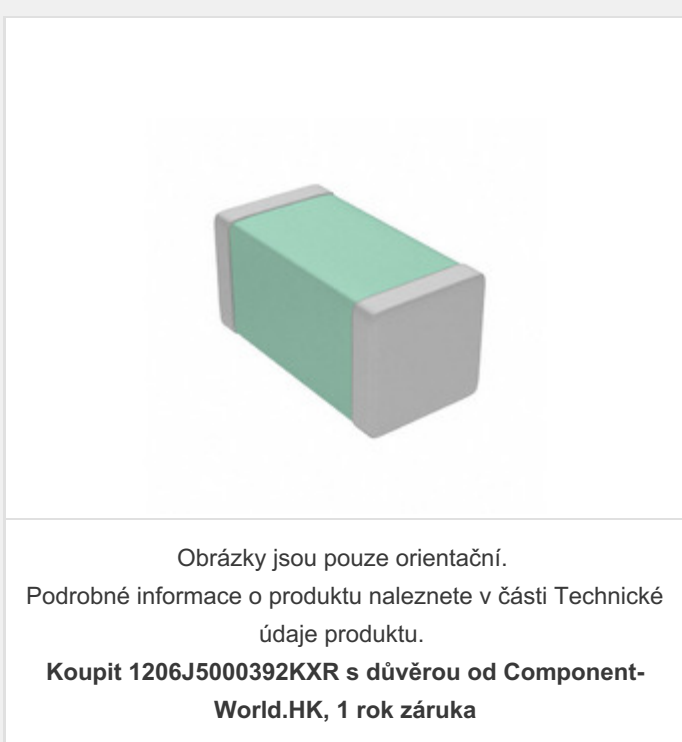 Obrázky jsou pouze orientační.
Podrobné informace o produktu naleznete v části Technické
údaje produktu.
Koupit 1206J5000392KXR s důvěrou od Component-
World.HK, 1 rok záruka